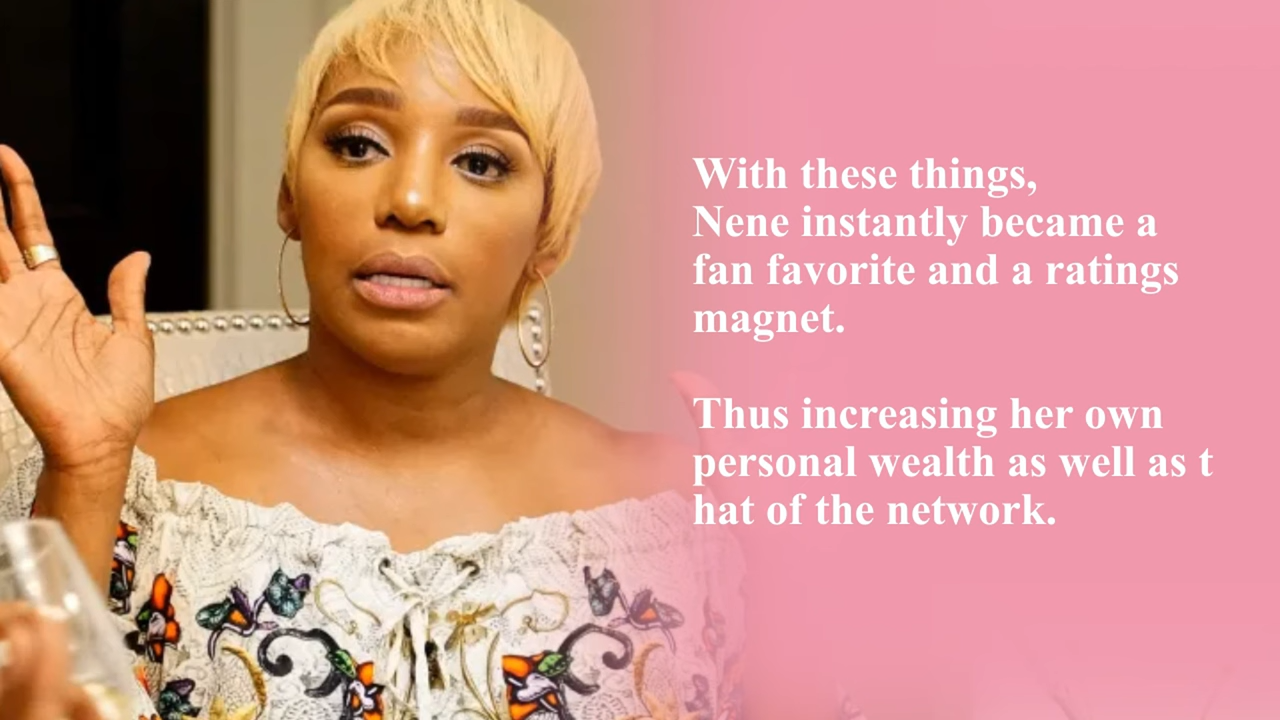 With these things,
Nene instantly became a
fan favorite and a ratings
magnet.
Thus increasing her own
personal wealth as well as t
hat of the network.